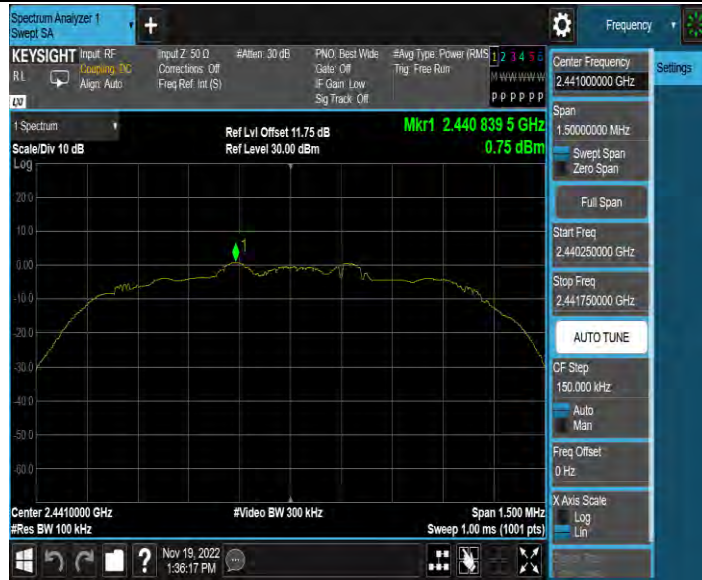 Spectrum Analyzer 1
Swept SA
+
Frequency
KEYSIGHT
Input: RF
Coupling: DC
Align: Auto
Input Z: 50 Ω
Corrections: Off
Freq Ref: Int (S)
#Atten: 30 dB
PNO: Best Wide
Gate: Off
IF Gain: Low
Sig Track: Off
#Avg Type: Power (RMS
Trig: Free Run
1 2 3 4 5 6
M W W W W W
P P P P P P
R L
LXI
1 Spectrum
Scale/Div 10 dB
Log
Ref Lvl Offset 11.75 dB
Ref Level 30.00 dBm
Mkr1 2.440 839 5 GHz
0.75 dBm
20.0
10.0
0.00
-10.0
-20.0
-30.0
-40.0
-50.0
-60.0
1
Center 2.4410000 GHz
#Res BW 100 kHz
#Video BW 300 kHz
Span 1.500 MHz
Sweep 1.00 ms (1001 pts)
?
Nov 19, 2022
1:36:17 PM
Center Frequency
2.441000000 GHz
Settings
Span
1.50000000 MHz
Swept Span
Zero Span
Full Span
Start Freq
2.440250000 GHz
Stop Freq
2.441750000 GHz
AUTO TUNE
CF Step
150.000 kHz
Auto
Man
Freq Offset
0 Hz
X Axis Scale
Log
Lin